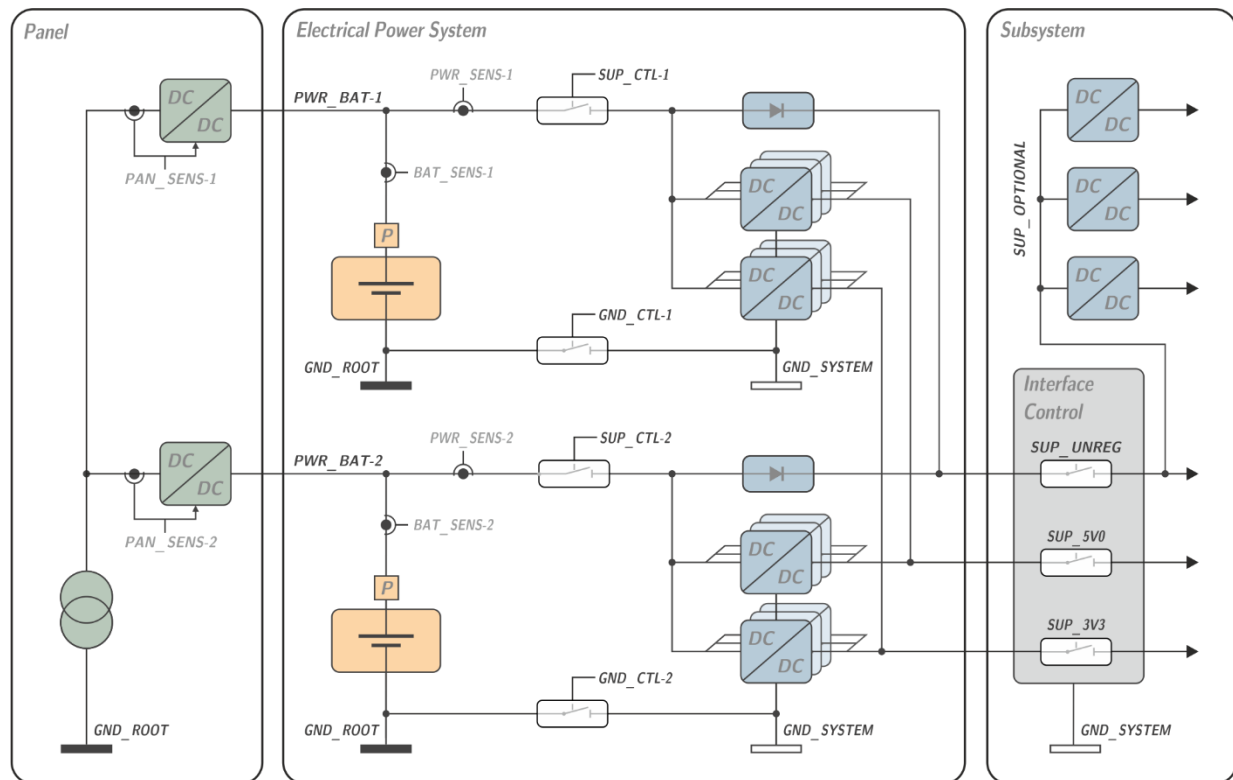 Panel
DC
DC
PAN_SENS-1
DC
DC
PAN_SENS-2
GND_ROOT
Electrical Power System
PWR_BAT-1
PWR_SENS-1
SUP_CTL-1
BAT_SENS-1
P
DC
DC
DC
DC
GND_CTL-1
GND_ROOT
GND_SYSTEM
PWR_BAT-2
PWR_SENS-2
SUP_CTL-2
BAT_SENS-2
P
DC
DC
DC
DC
GND_CTL-2
GND_ROOT
GND_SYSTEM
Subsystem
SUP_OPTIONAL
DC
DC
DC
DC
DC
DC
Interface
Control
SUP_UNREG
SUP_5V0
SUP_3V3
GND_SYSTEM